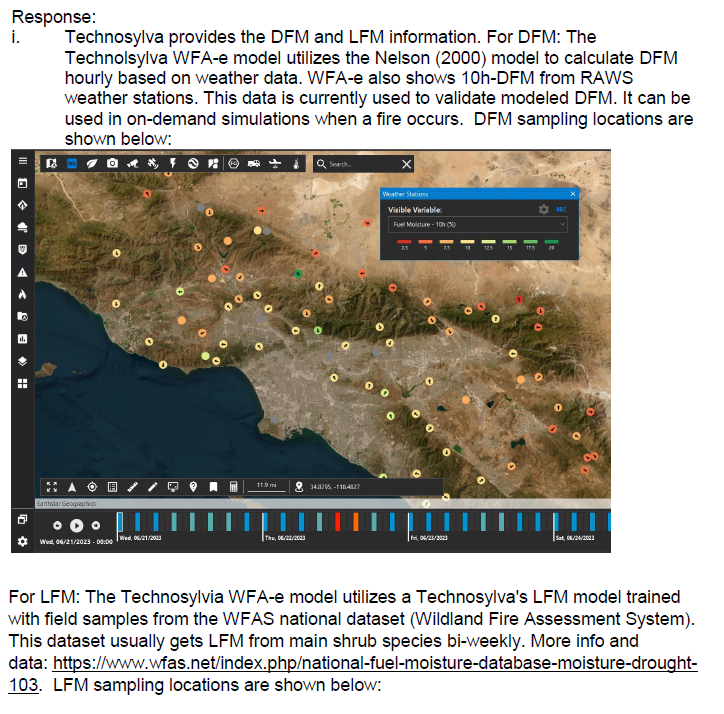 Response:
i. Technosylva provides the DFM and LFM information. For DFM: The
Technolsylva WFA-e model utilizes the Nelson (2000) model to calculate DFM
hourly based on weather data. WFA-e also shows 10h-DFM from RAWS
weather stations. This data is currently used to validate modeled DFM. It can be
used in on-demand simulations when a fire occurs. DFM sampling locations are
shown below:
Search...
Weather Stations
Visible Variable:
REC
Fuel Moisture - 10h (%)
2.5 5 7.5 10 12.5 15 17.5 20
11.9 mi
34.8795, -118.4827
Earthstar Geographics
Wed, 06/21/2023 - 00:00
Wed, 06/21/2023
Thu, 06/22/2023
Fri, 06/23/2023
Sat, 06/24/2023
For LFM: The Technosylvia WFA-e model utilizes a Technosylva's LFM model trained
with field samples from the WFAS national dataset (Wildland Fire Assessment System).
This dataset usually gets LFM from main shrub species bi-weekly. More info and
data: https://www.wfas.net/index.php/national-fuel-moisture-database-moisture-drought-
103. LFM sampling locations are shown below: